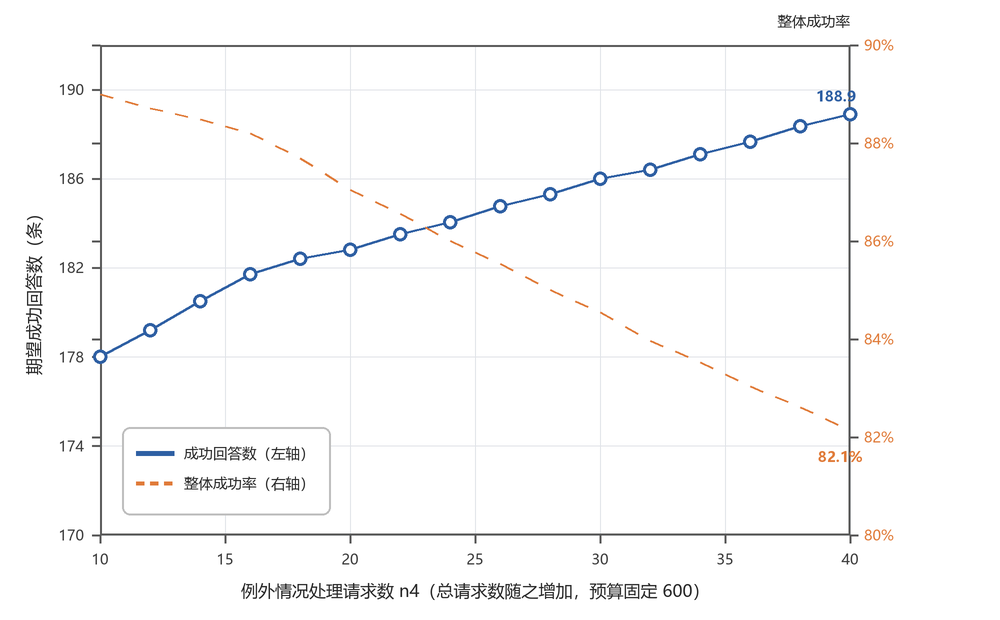 整体成功率
90%
190
188.9
88%
186
86%
182
84%
178
82%
174
82.1%
170
80%
期望成功回答数（条）
成功回答数（左轴）
整体成功率（右轴）
10 15 20 25 30 35 40
例外情况处理请求数 n4（总请求数随之增加，预算固定 600）